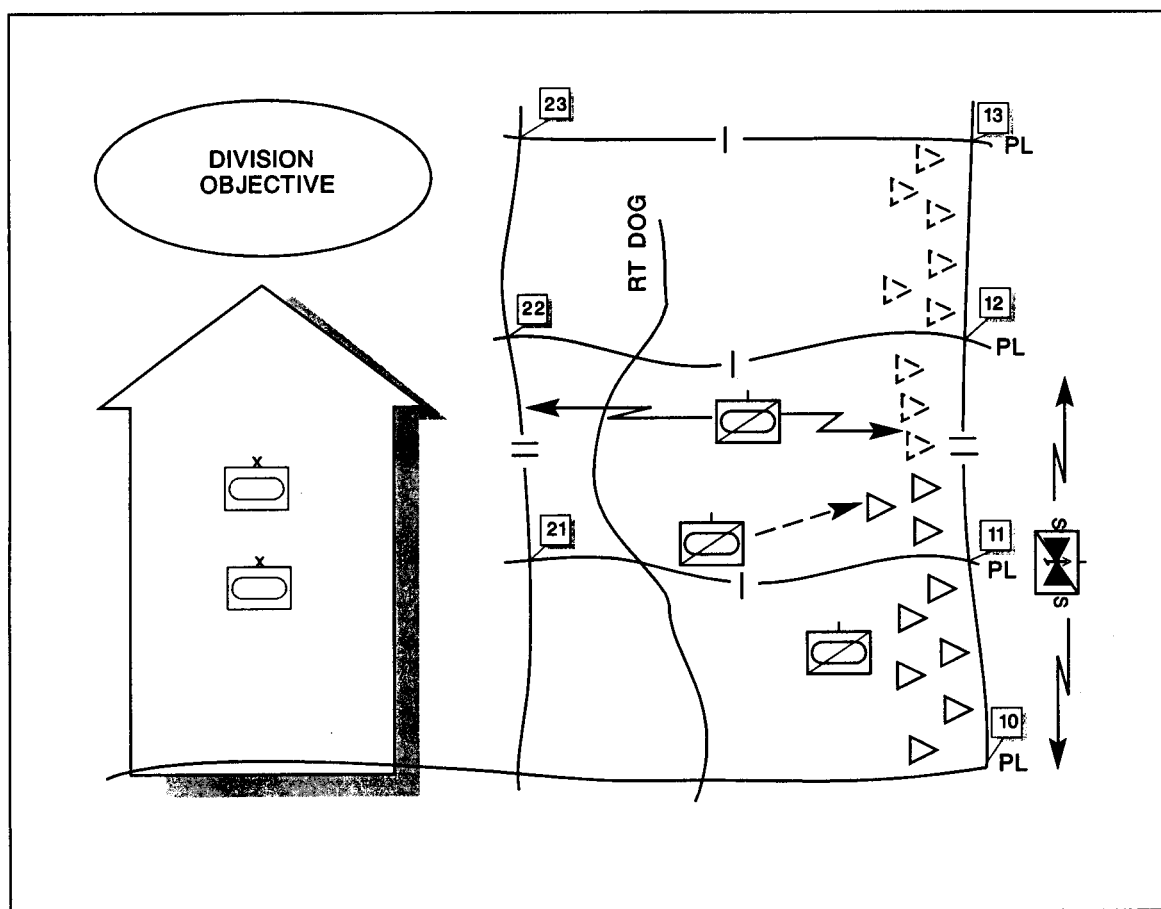 23
13
PL
DIVISION
OBJECTIVE
RT DOG
22
12
PL
X
21
11
PL
S
X
S
10
PL